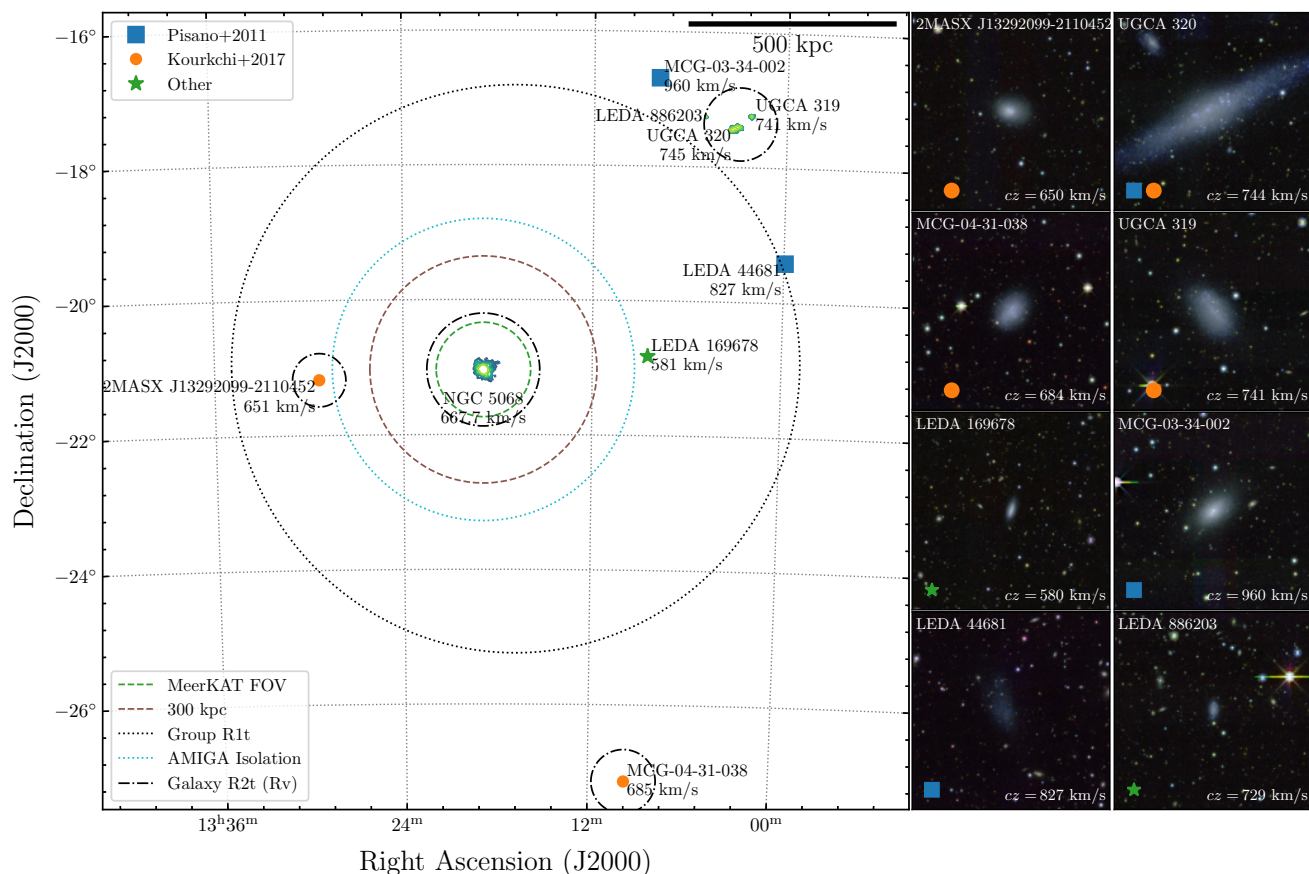 Pisano+2011
Kourkchi+2017
Other
500 kpc
MCG-03-34-002
960 km/s
LEDA 886203
UGCA 319
741 km/s
UGCA 320
745 km/s
LEDA 44681
827 km/s
LEDA 169678
581 km/s
2MASX J13292099-2110452
651 km/s
NGC 5068
667.7 km/s
MCG-04-31-038
685 km/s
MeerKAT FOV
300 kpc
Group R1t
AMIGA Isolation
Galaxy R2t (Rv)
−16°
−18°
−20°
−22°
−24°
−26°
Declination (J2000)
13ʰ36ᵐ
24ᵐ
12ᵐ
00ᵐ
Right Ascension (J2000)
2MASX J13292099-2110452
cz = 650 km/s
UGCA 320
cz = 744 km/s
MCG-04-31-038
cz = 684 km/s
UGCA 319
cz = 741 km/s
LEDA 169678
cz = 580 km/s
MCG-03-34-002
cz = 960 km/s
LEDA 44681
cz = 827 km/s
LEDA 886203
cz = 729 km/s